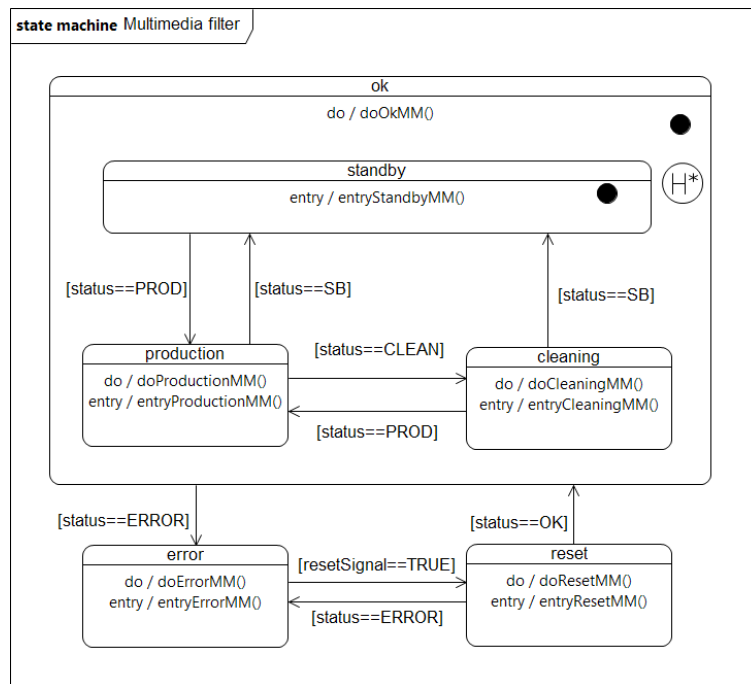 state machine Multimedia filter
ok
do / doOkMM()
H*
standby
entry / entryStandbyMM()
[status==PROD]
[status==SB]
[status==SB]
production
do / doProductionMM()
entry / entryProductionMM()
[status==CLEAN]
[status==PROD]
cleaning
do / doCleaningMM()
entry / entryCleaningMM()
[status==ERROR]
[status==OK]
error
do / doErrorMM()
entry / entryErrorMM()
[resetSignal==TRUE]
[status==ERROR]
reset
do / doResetMM()
entry / entryResetMM()